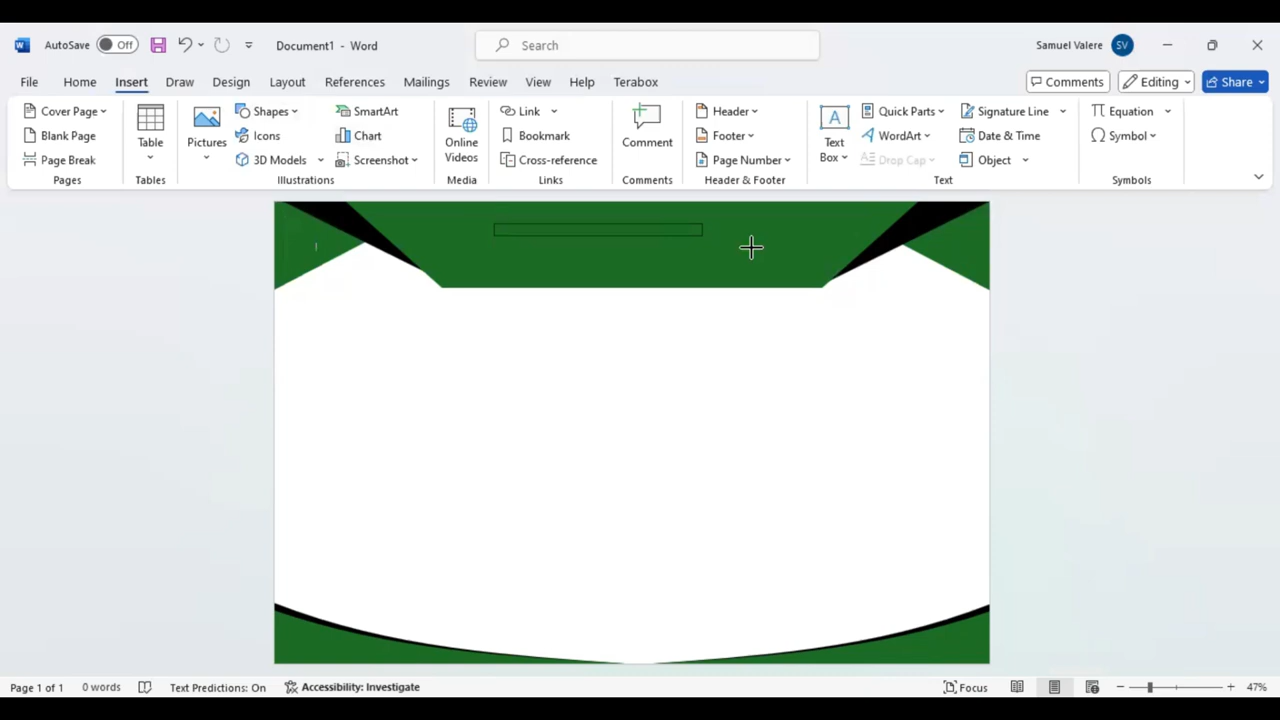 AutoSave Off Document1 - Word Search Samuel Valere SV
File Home Insert Draw Design Layout References Mailings Review View Help Terabox Comments Editing Share
Cover Page Table Pictures Shapes SmartArt Online Videos Link Comment Header Text Box Quick Parts Signature Line Equation
Blank Page Icons Chart Bookmark Footer WordArt Date & Time Symbol
Page Break 3D Models Screenshot Cross-reference Page Number Drop Cap Object
Pages Tables Illustrations Media Links Comments Header & Footer Text Symbols
Page 1 of 1 0 words Text Predictions: On Accessibility: Investigate Focus 47%